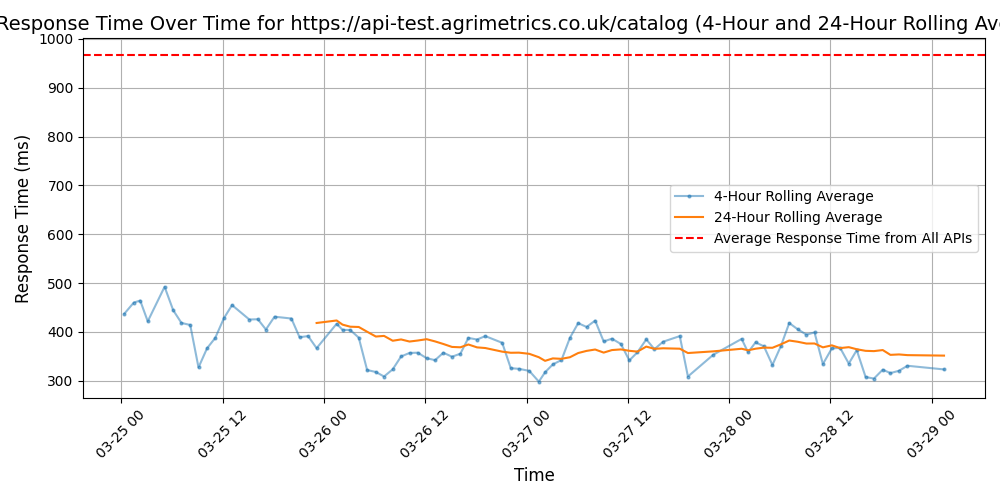 Response Time Over Time for https://api-test.agrimetrics.co.uk/catalog (4-Hour and 24-Hour Rolling
Response Time (ms)
1000
900
800
700
600
500
400
300
4-Hour Rolling Average
24-Hour Rolling Average
Average Response Time from All APIs
03-25 00
03-25 12
03-26 00
03-26 12
03-27 00
03-27 12
03-28 00
03-28 12
03-29 00
Time